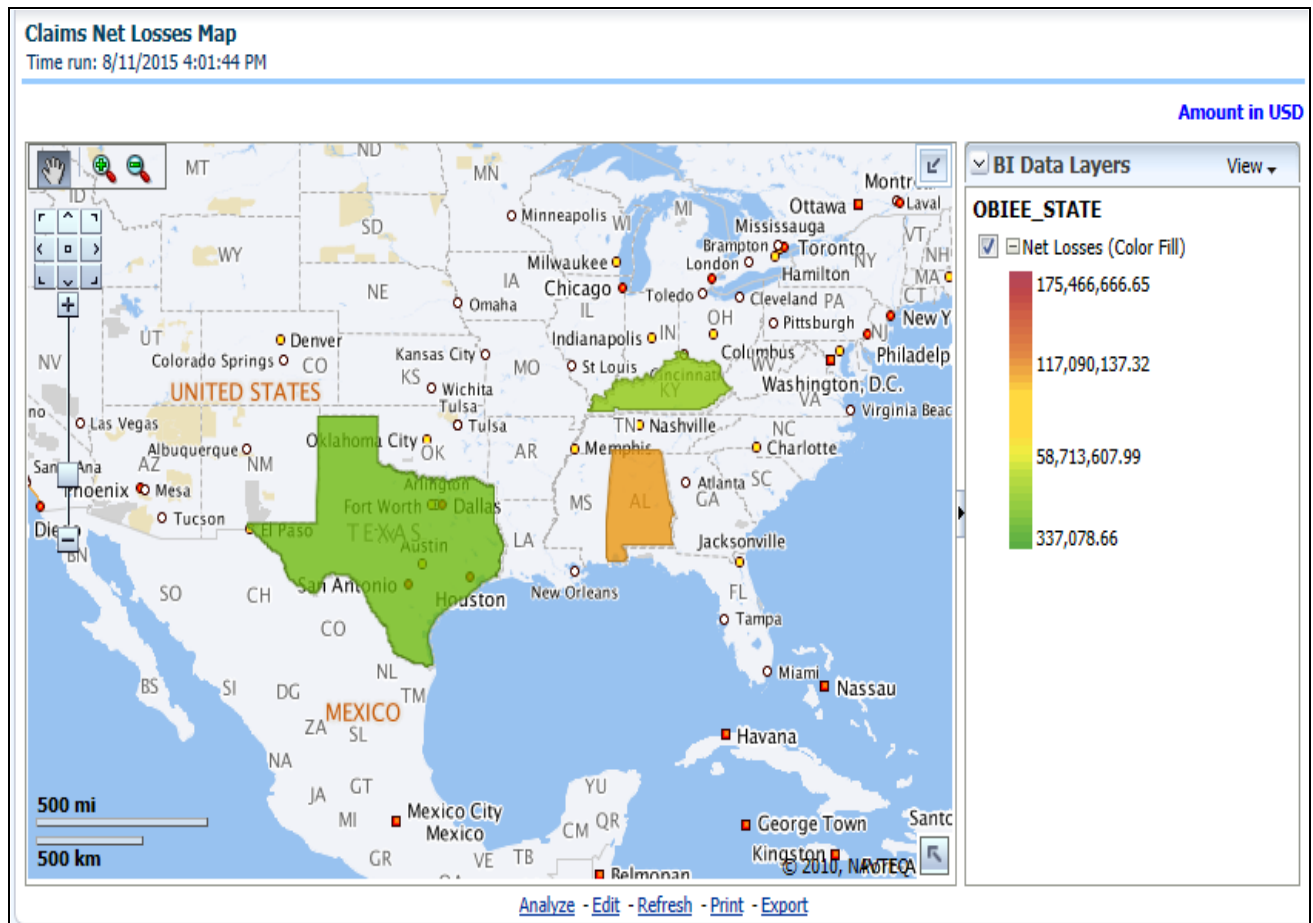 Claims Net Losses Map
Time run: 8/11/2015 4:01:44 PM
Amount in USD
BI Data Layers
View
OBIEE_STATE
Net Losses (Color Fill)
175,466,666.65
117,090,137.32
58,713,607.99
337,078.66
ND
MT
MN
ID
Ottawa
Laval
Minneapolis
WI
MI
Mississauga
SD
Brampton
Toronto
VT
WY
Milwaukee
London
NY
NH
Hamilton
MA
IA
Chicago
Toledo
Cleveland
PA
CT
NE
Omaha
IL
OH
Pittsburgh
NJ
New Y
UT
Denver
Indianapolis
IN
NV
Colorado Springs
CO
Kansas City
MO
St Louis
Columbus
WV
Philadelp
KS
Cincinnati
UNITED STATES
Wichita
KY
Washington, D.C.
VA
Tulsa
no
Las Vegas
Tulsa
TN
Nashville
NC
Virginia Beac
Albuquerque
Oklahoma City
OK
AR
Memphis
Charlotte
AZ
NM
Ana
Phoenix
Mesa
Arlington
Atlanta
SC
Fort Worth
Dallas
MS
AL
GA
Tucson
El Paso
TEXAS
LA
Jacksonville
BN
Austin
SO
CH
San Antonio
Houston
New Orleans
FL
CO
Tampa
NL
Miami
BS
SI
DG
TM
Nassau
MEXICO
ZA
SL
Havana
NA
JA
GT
YU
500 mi
MI
Mexico City
Mexico
CM
QR
George Town
Santo
500 km
GR
VE
TB
Kingston
Belmopan
© 2010, NAVTEQ
Analyze - Edit - Refresh - Print - Export